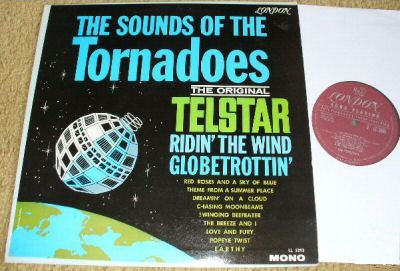 LONDON
THE SOUNDS OF THE
Tornadoes
THE ORIGINAL
TELSTAR
RIDIN' THE WIND
GLOBETROTTIN'
RED ROSES AND A SKY OF BLUE
THEME FROM A SUMMER PLACE
DREAMIN' ON A CLOUD
CHASING MOONBEAMS
SWINGING BEEFEATER
THE BREEZE AND I
LOVE AND FURY
POPEYE TWIST
EARTHY
LL 3293
MONO
LONDON
LONG PLAYING